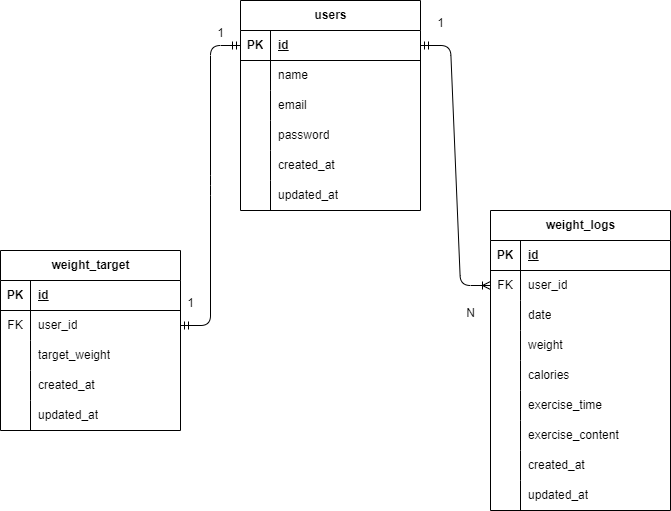 users
1
1
PK id
name
email
password
created_at
updated_at
weight_target
PK id
1
FK user_id
target_weight
created_at
updated_at
weight_logs
PK id
FK user_id
N
date
weight
calories
exercise_time
exercise_content
created_at
updated_at